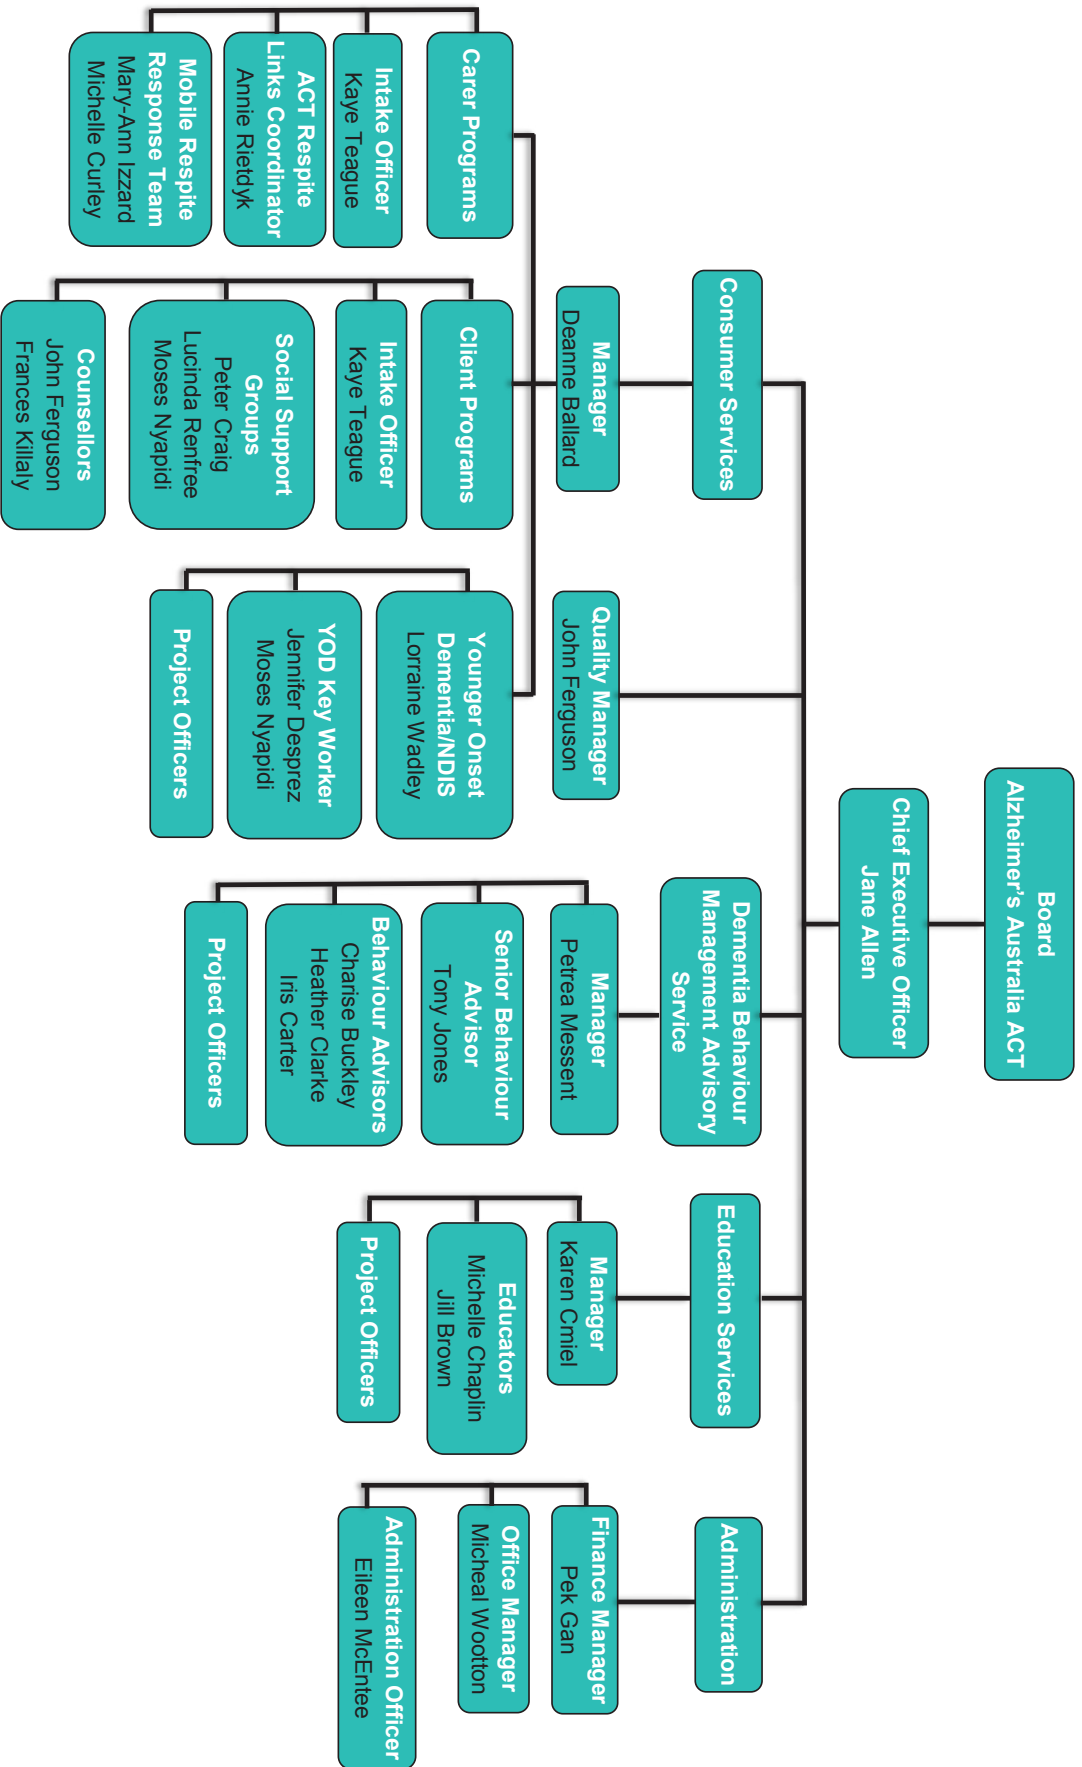 Board
Alzheimer’s Australia ACT
Chief Executive Officer
Jane Allen
Consumer Services
Manager
Deanne Ballard
Carer Programs
Intake Officer
Kaye Teague
ACT Respite
Links Coordinator
Annie Rietdyk
Mobile Respite
Response Team
Mary-Ann Izzard
Michelle Curley
Client Programs
Intake Officer
Kaye Teague
Social Support
Groups
Peter Craig
Lucinda Renfree
Moses Nyapidi
Counsellors
John Ferguson
Frances Killaly
Younger Onset
Dementia/NDIS
Lorraine Wadley
YOD Key Worker
Jennifer Desprez
Moses Nyapidi
Project Officers
Quality Manager
John Ferguson
Dementia Behaviour
Management Advisory
Service
Manager
Petrea Messent
Senior Behaviour
Advisor
Tony Jones
Behaviour Advisors
Charise Buckley
Heather Clarke
Iris Carter
Project Officers
Education Services
Manager
Karen Cmiel
Educators
Michelle Chaplin
Jill Brown
Project Officers
Administration
Finance Manager
Pek Gan
Office Manager
Micheal Wootton
Administration Officer
Eileen McEntee